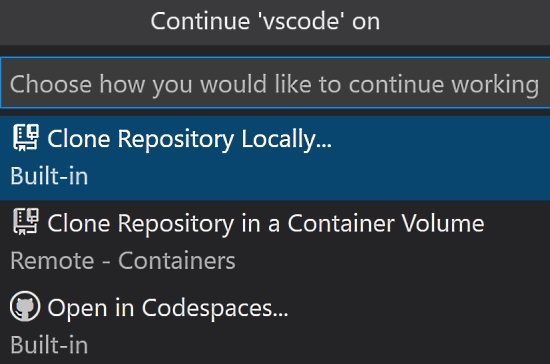 Continue 'vscode' on
Choose how you would like to continue working
Clone Repository Locally...
Built-in
Clone Repository in a Container Volume
Remote - Containers
Open in Codespaces...
Built-in